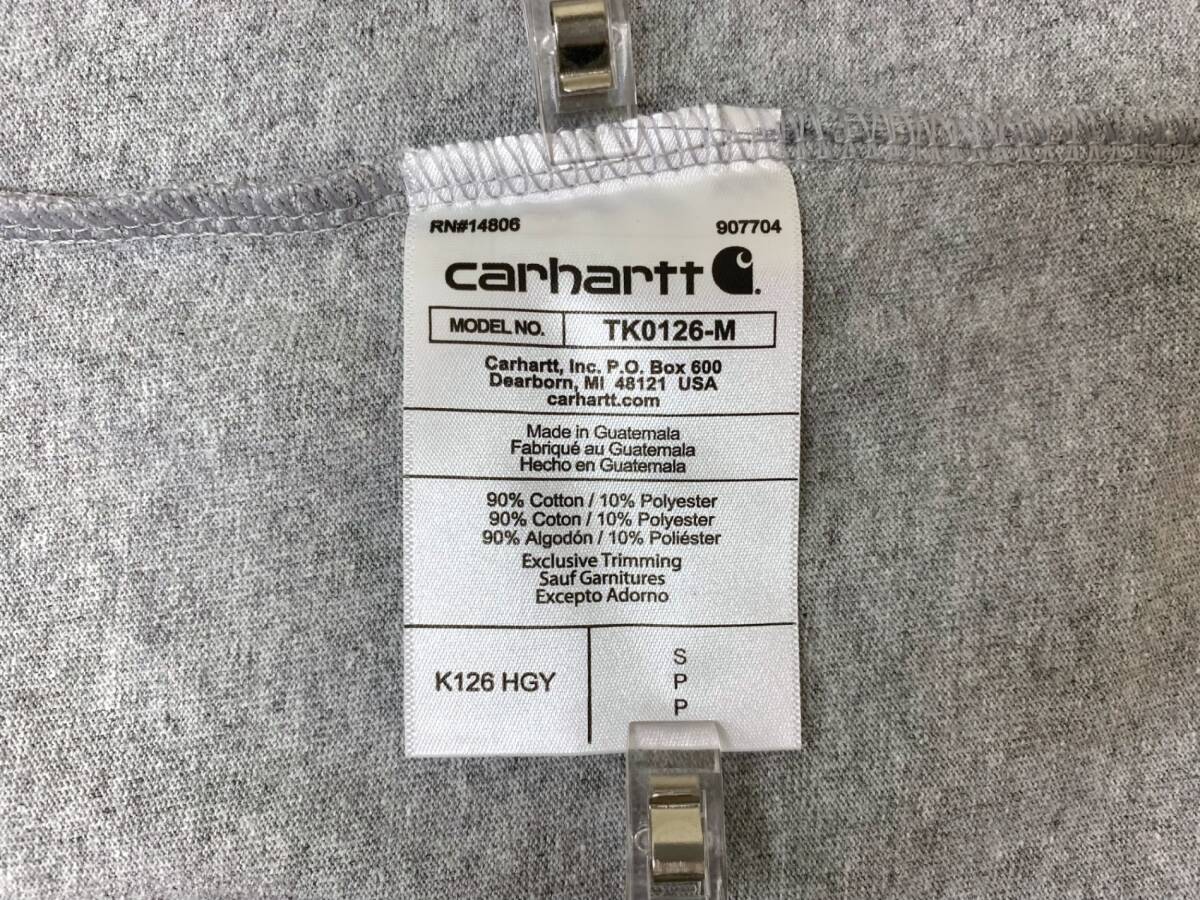 RN#14806 907704
carhartt
MODEL NO. TK0126-M
Carhartt, Inc. P.O. Box 600
Dearborn, MI 48121 USA
carhartt.com
Made in Guatemala
Fabriqué au Guatemala
Hecho en Guatemala
90% Cotton / 10% Polyester
90% Coton / 10% Polyester
90% Algodón / 10% Poliéster
Exclusive Trimming
Sauf Garnitures
Excepto Adorno
K126 HGY
S
P
P